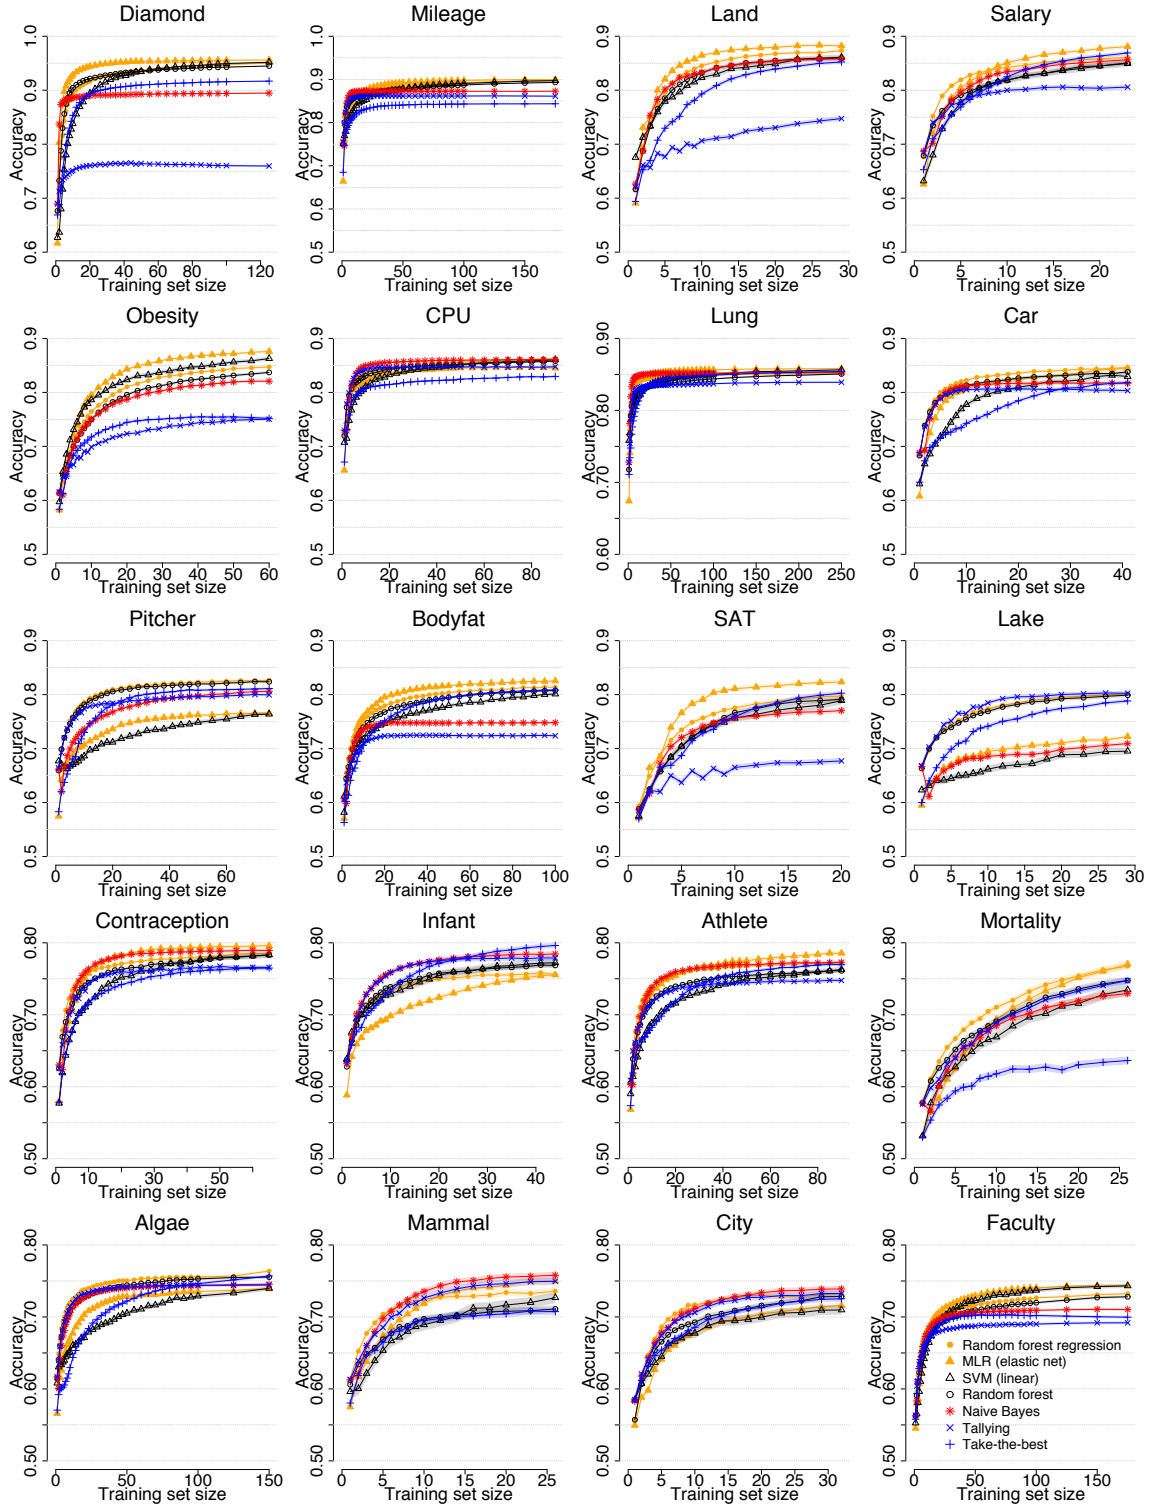 Diamond
Accuracy
0.6 0.7 0.8 0.9 1.0
0 20 40 60 80 120
Training set size
Mileage
Accuracy
0.5 0.6 0.7 0.8 0.9 1.0
0 50 100 150
Training set size
Land
Accuracy
0.5 0.6 0.7 0.8 0.9
0 5 10 15 20 25 30
Training set size
Salary
Accuracy
0.5 0.6 0.7 0.8 0.9
0 5 10 15 20
Training set size
Obesity
Accuracy
0.5 0.6 0.7 0.8 0.9
0 10 20 30 40 50 60
Training set size
CPU
Accuracy
0.5 0.6 0.7 0.8 0.9
0 20 40 60 80
Training set size
Lung
Accuracy
0.60 0.70 0.80 0.90
0 50 100 150 200 250
Training set size
Car
Accuracy
0.5 0.6 0.7 0.8 0.9
0 10 20 30 40
Training set size
Pitcher
Accuracy
0.5 0.6 0.7 0.8 0.9
0 20 40 60
Training set size
Bodyfat
Accuracy
0.5 0.6 0.7 0.8 0.9
0 20 40 60 80 100
Training set size
SAT
Accuracy
0.5 0.6 0.7 0.8 0.9
0 5 10 15 20
Training set size
Lake
Accuracy
0.5 0.6 0.7 0.8 0.9
0 5 10 15 20 25 30
Training set size
Contraception
Accuracy
0.50 0.60 0.70 0.80
0 10 30 50
Training set size
Infant
Accuracy
0.50 0.60 0.70 0.80
0 10 20 30 40
Training set size
Athlete
Accuracy
0.50 0.60 0.70 0.80
0 20 40 60 80
Training set size
Mortality
Accuracy
0.50 0.60 0.70 0.80
0 5 10 15 20 25
Training set size
Algae
Accuracy
0.50 0.60 0.70 0.80
0 50 100 150
Training set size
Mammal
Accuracy
0.50 0.60 0.70 0.80
0 5 10 15 20 25
Training set size
City
Accuracy
0.50 0.60 0.70 0.80
0 5 10 15 20 25 30
Training set size
Faculty
Accuracy
0.50 0.60 0.70 0.80
0 50 100 150
Training set size
Random forest regression
MLR (elastic net)
SVM (linear)
Random forest
Naive Bayes
Tallying
Take-the-best